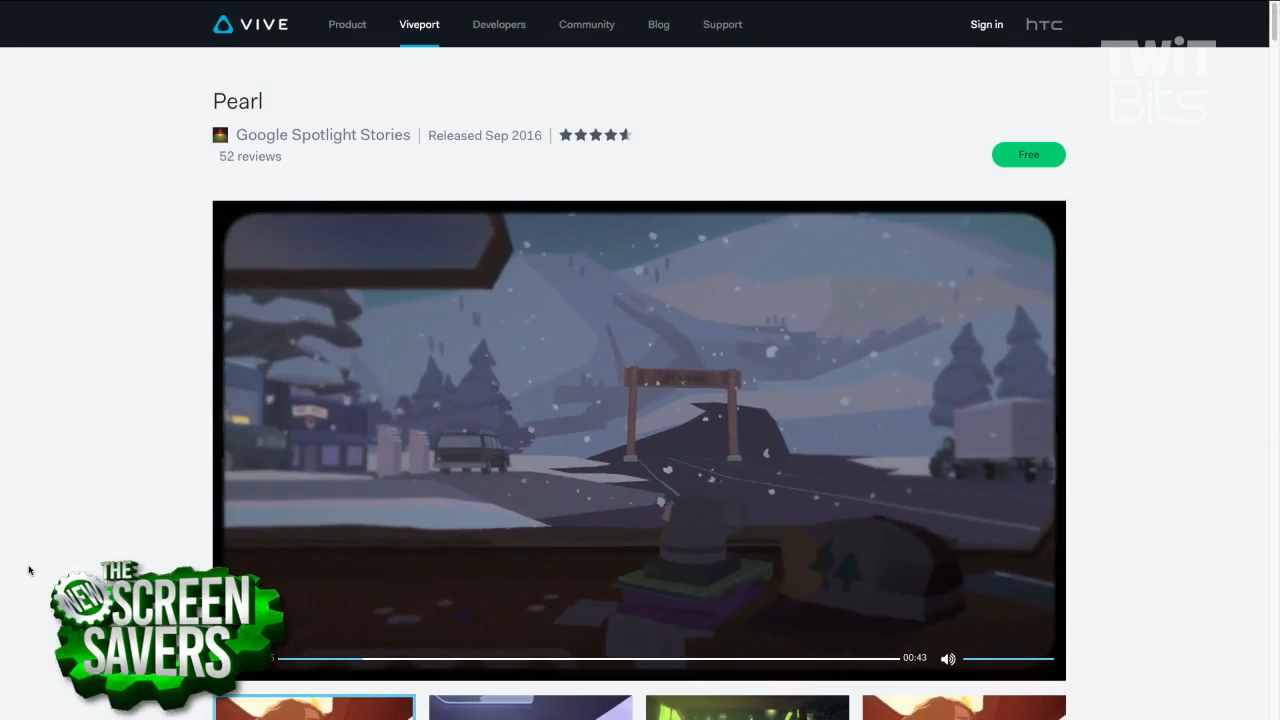 VIVE
Product
Viveport
Developers
Community
Blog
Support
Sign in
hTC
TWiT
Bits
Pearl
Google Spotlight Stories
Released Sep 2016
52 reviews
Free
00:43
THE
NEW
SCREEN
SAVERS